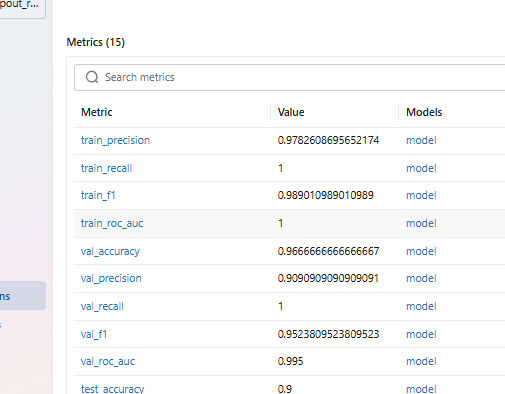 pout_r...
Metrics (15)
Search metrics
Metric Value Models
train_precision 0.9782608695652174 model
train_recall 1 model
train_f1 0.989010989010989 model
train_roc_auc 1 model
val_accuracy 0.9666666666666667 model
val_precision 0.9090909090909091 model
val_recall 1 model
ns
val_f1 0.9523809523809523 model
val_roc_auc 0.995 model
test_accuracy 0.9 model